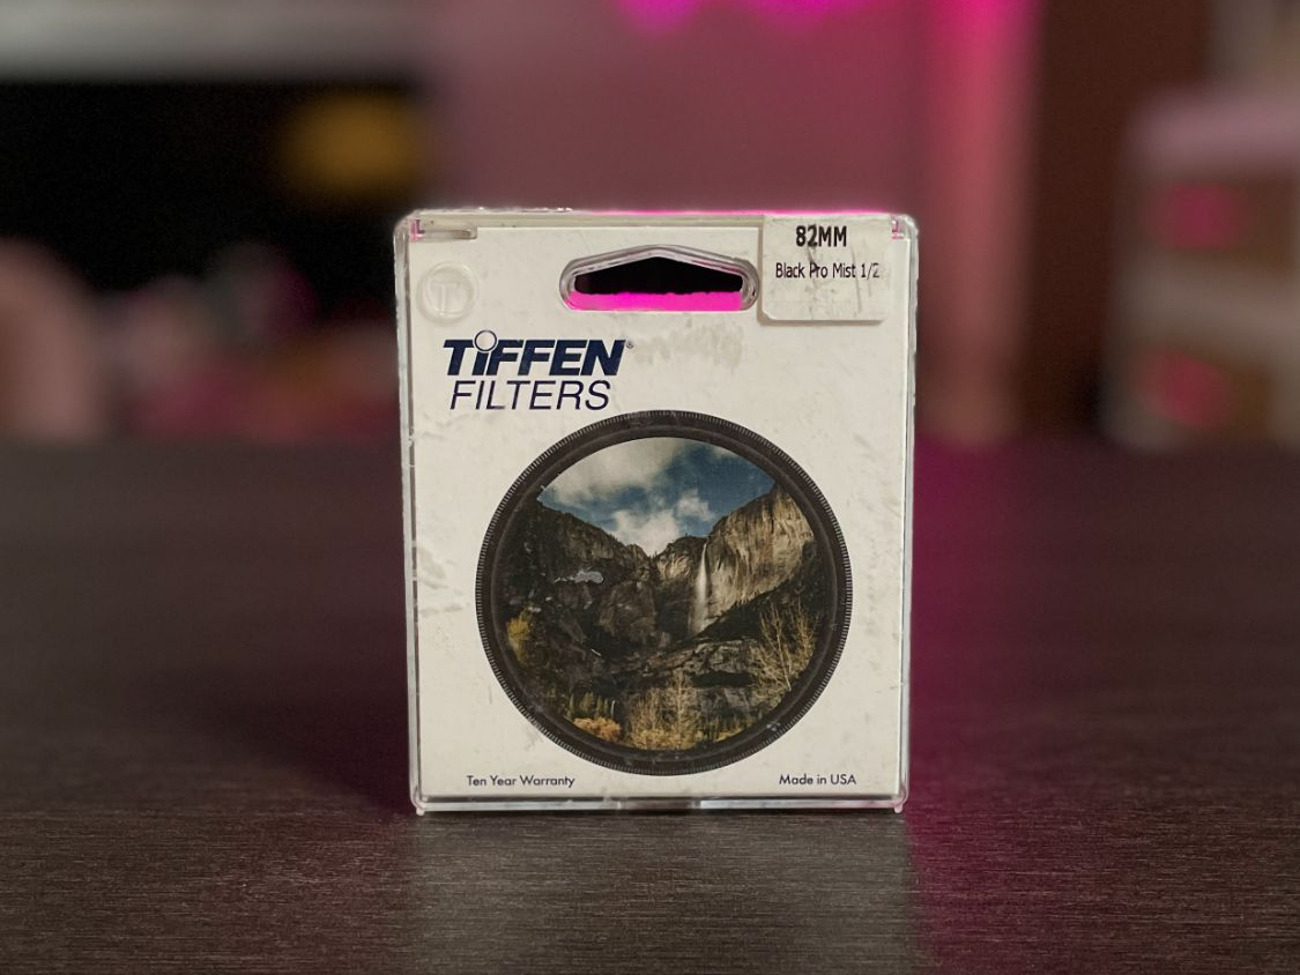 82MM
Black Pro Mist 1/2
T
TIFFEN®
FILTERS
Ten Year Warranty
Made in USA